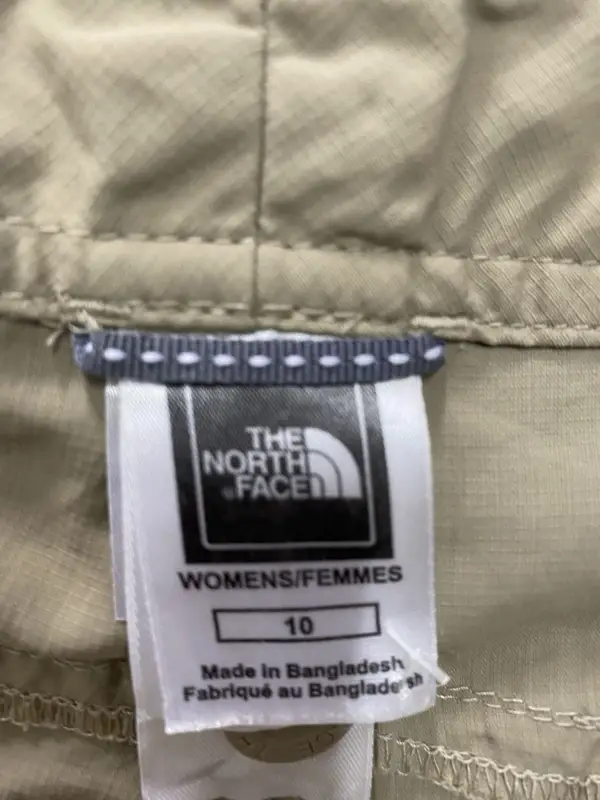 THE
NORTH
FACE
WOMENS/FEMMES
10
Made in Bangladesh
Fabriqué au Bangladesh